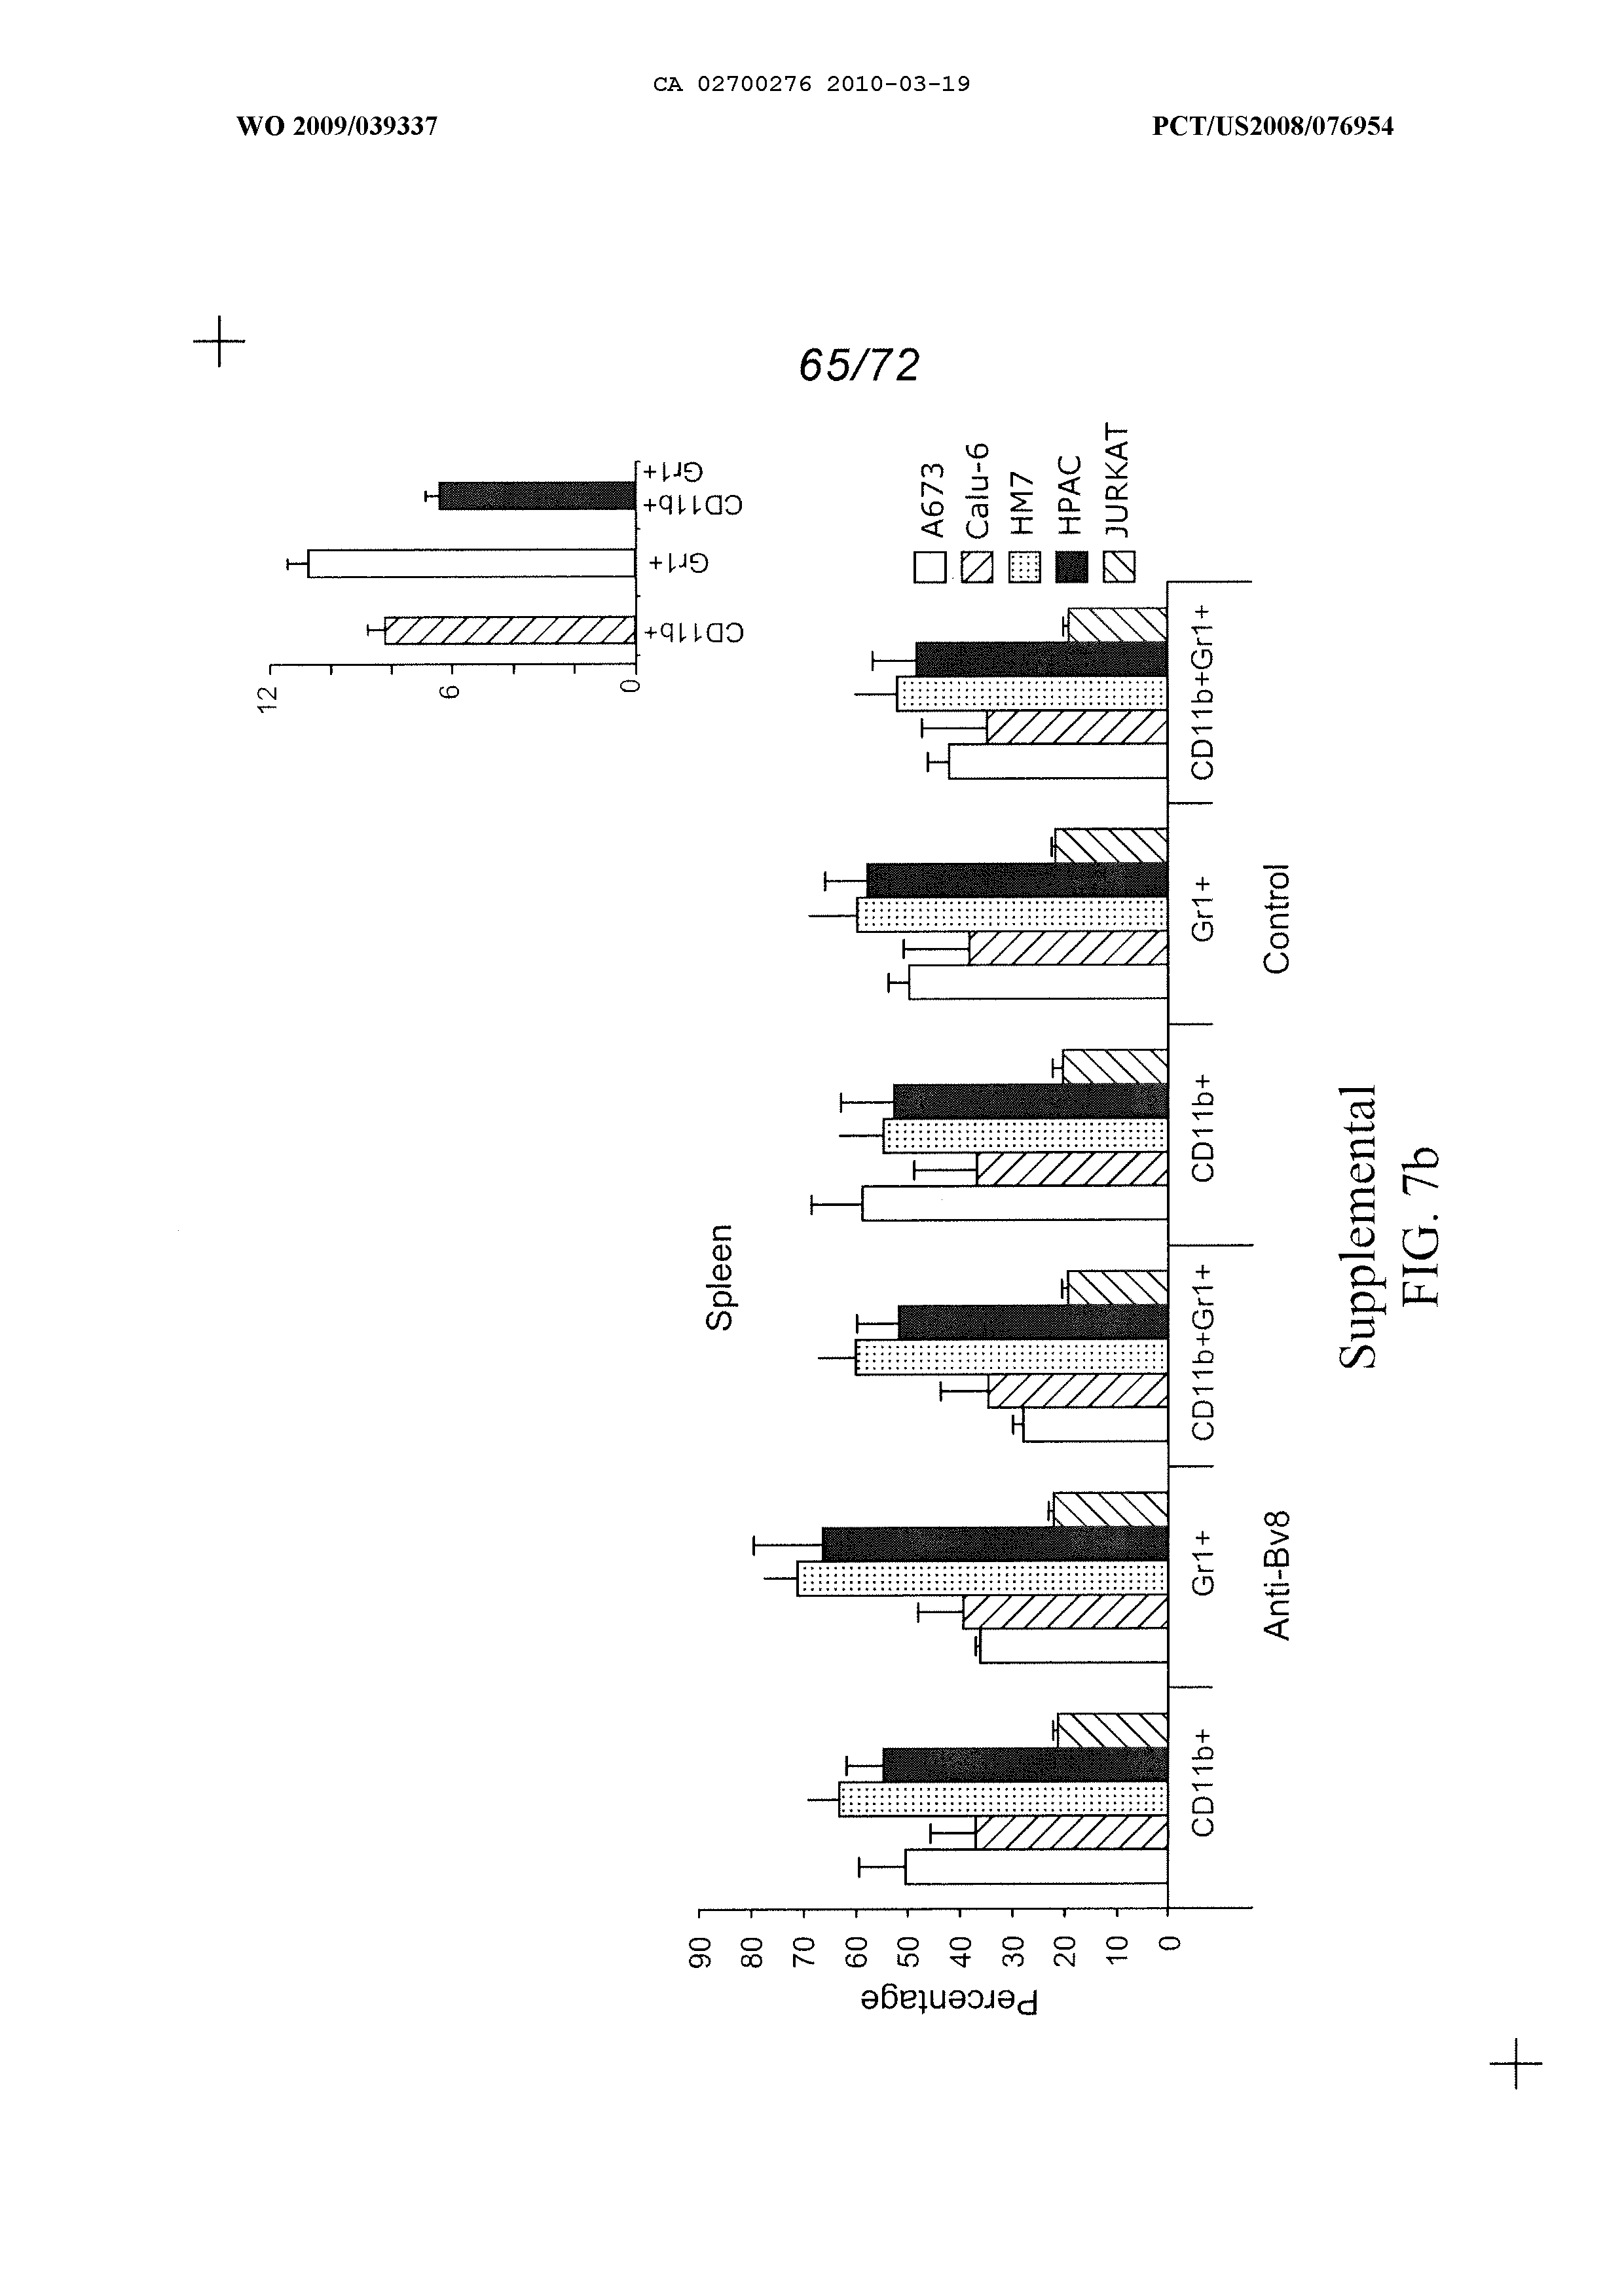 CA 02700276 2010-03-19
WO 2009/039337
PCT/US2008/076954
65/72
12
6
0
CD11b+
Gr1+
CD11b+
Gr1+
Spleen
Percentage
90
80
70
60
50
40
30
20
10
0
CD11b+
Gr1+
CD11b+Gr1+
CD11b+
Gr1+
CD11b+Gr1+
Anti-Bv8
Control
A673
Calu-6
HM7
HPAC
JURKAT
Supplemental
FIG. 7b